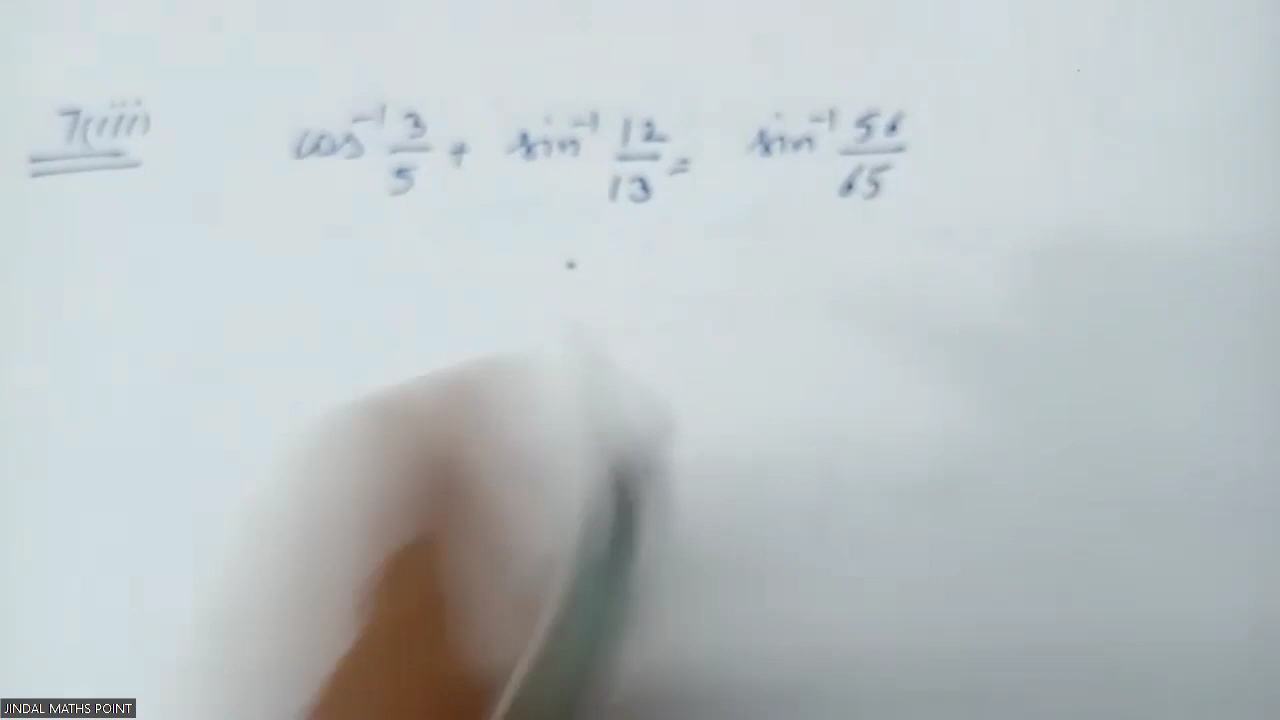 7(iii) cos⁻¹ 3/5 + sin⁻¹ 12/13 = sin⁻¹ 56/65
JINDAL MATHS POINT